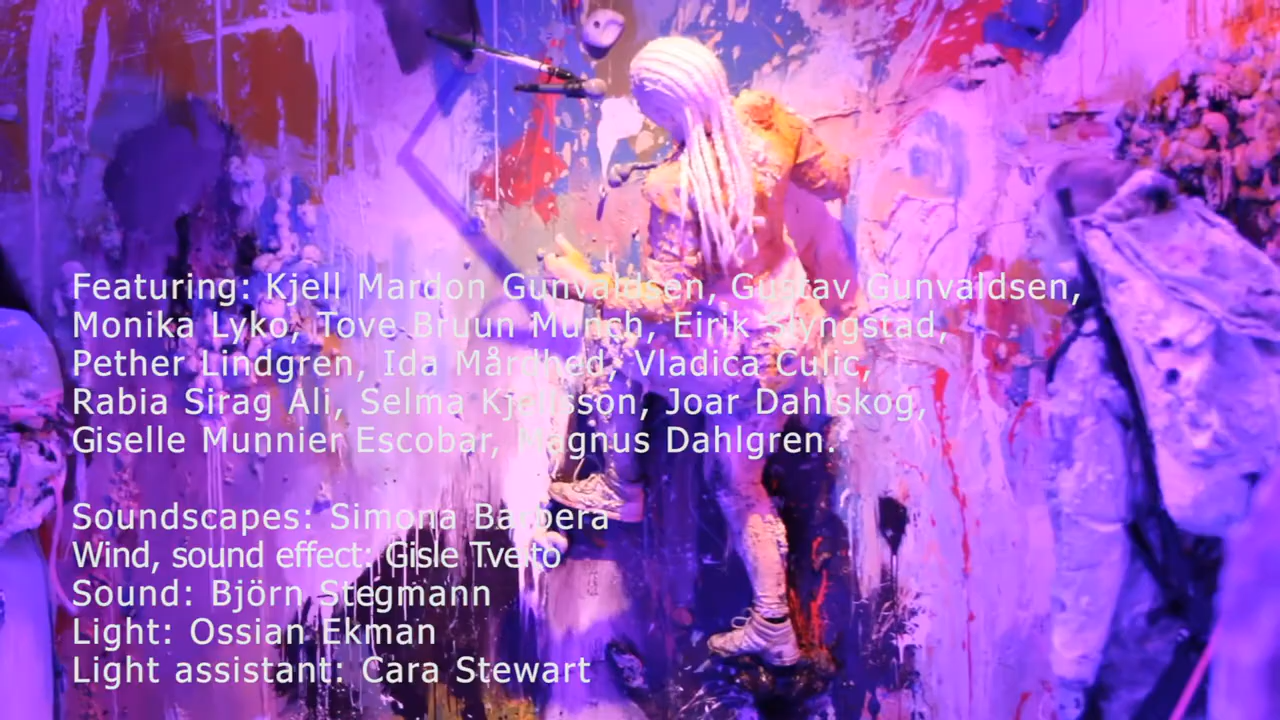 Featuring: Kjell Mardon Gunvaldsen, Gustav Gunvaldsen,
Monika Lyko, Tove Bruun Munch, Eirik Slyngstad,
Pether Lindgren, Ida Mårdhed, Vladica Culic,
Rabia Sirag Ali, Selma Kjellsson, Joar Dahlskog,
Giselle Munnier Escobar, Magnus Dahlgren.
Soundscapes: Simona Barbera
Wind, sound effect: Gisle Tveito
Sound: Björn Stegmann
Light: Ossian Ekman
Light assistant: Cara Stewart